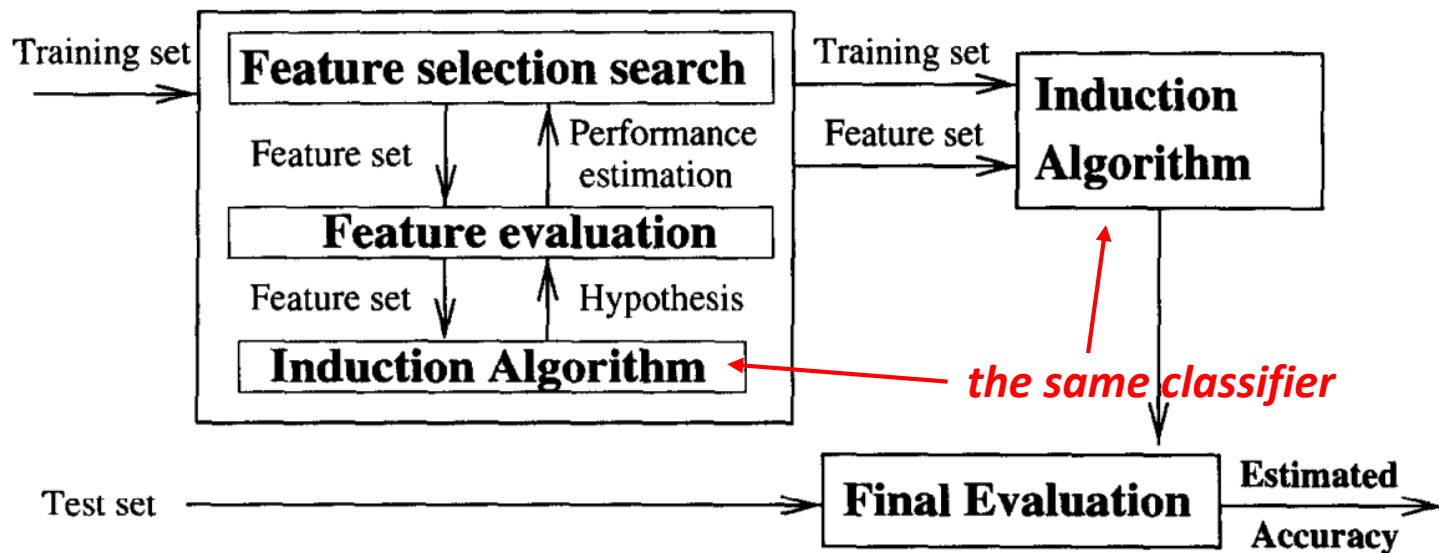 Training set
Feature selection search
Training set
Induction
Algorithm
Feature set
Performance
estimation
Feature set
Feature evaluation
Feature set
Hypothesis
Induction Algorithm
the same classifier
Test set
Final Evaluation
Estimated
Accuracy